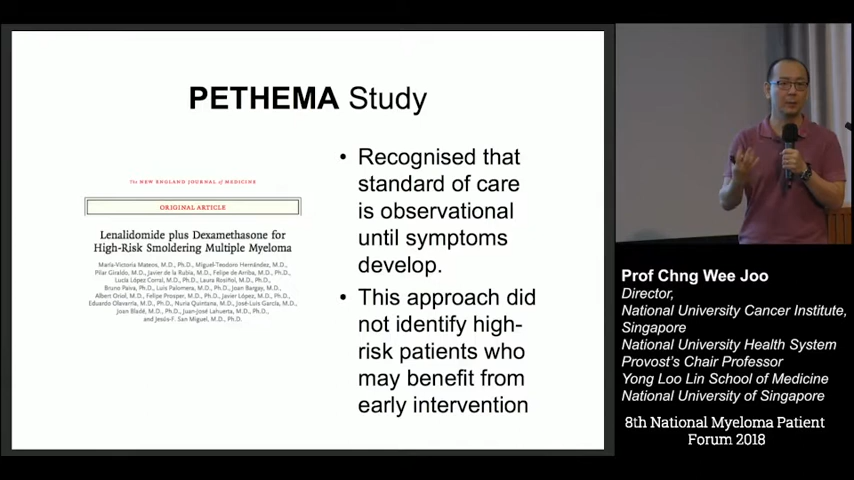 PETHEMA Study
The NEW ENGLAND JOURNAL of MEDICINE
ORIGINAL ARTICLE
Lenalidomide plus Dexamethasone for
High-Risk Smoldering Multiple Myeloma
María-Victoria Mateos, M.D., Ph.D., Miguel-Teodoro Hernández, M.D.,
Pilar Giraldo, M.D., Javier de la Rubia, M.D., Felipe de Arriba, M.D., Ph.D.,
Lucía López Corral, M.D., Ph.D., Laura Rosiñol, M.D., Ph.D.,
Bruno Paiva, Ph.D., Luis Palomera, M.D., Ph.D., Joan Bargay, M.D.,
Albert Oriol, M.D., Felipe Prosper, M.D., Ph.D., Javier López, M.D., Ph.D.,
Eduardo Olavarría, M.D., Ph.D., Nuria Quintana, M.D., José-Luis García, M.D.,
Joan Bladé, M.D., Ph.D., Juan-José Lahuerta, M.D., Ph.D.,
and Jesús-F. San Miguel, M.D., Ph.D.
• Recognised that
standard of care
is observational
until symptoms
develop.
• This approach did
not identify high-
risk patients who
may benefit from
early intervention
Prof Chng Wee Joo
Director,
National University Cancer Institute,
Singapore
National University Health System
Provost's Chair Professor
Yong Loo Lin School of Medicine
National University of Singapore
8th National Myeloma Patient
Forum 2018